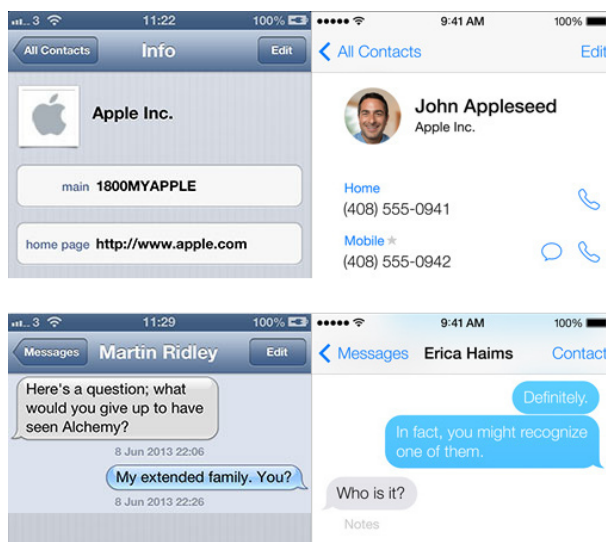 3 11:22 100%
All Contacts Info Edit
Apple Inc.
main 1800MYAPPLE
home page http://www.apple.com
9:41 AM 100%
All Contacts Edit
John Appleseed
Apple Inc.
Home
(408) 555-0941
Mobile
(408) 555-0942
3 11:29 100%
Messages Martin Ridley Edit
Here's a question; what
would you give up to have
seen Alchemy?
8 Jun 2013 22:06
My extended family. You?
8 Jun 2013 22:26
9:41 AM 100%
Messages Erica Haims Contact
Definitely.
In fact, you might recognize
one of them.
Who is it?
Notes